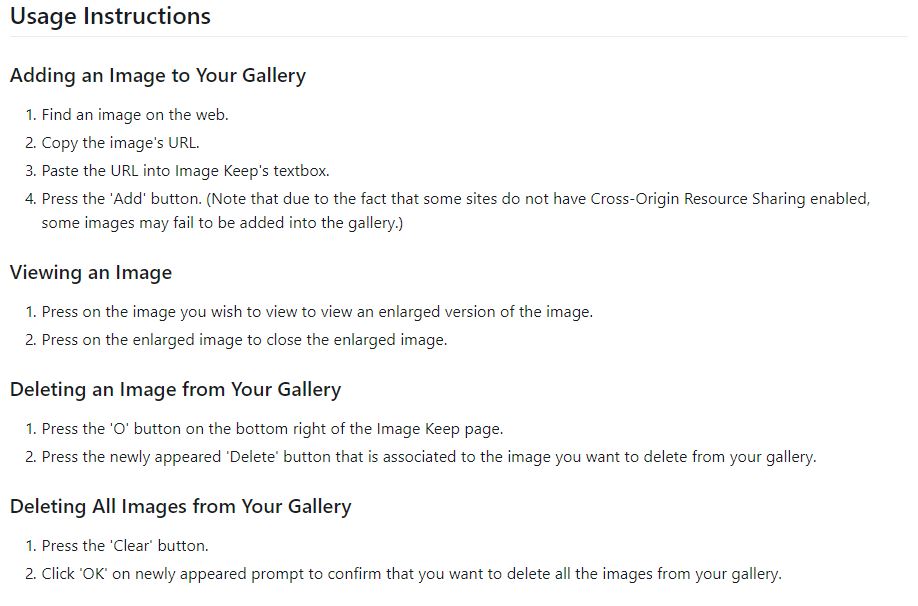 Usage Instructions
Adding an Image to Your Gallery
1. Find an image on the web.
2. Copy the image's URL.
3. Paste the URL into Image Keep's textbox.
4. Press the 'Add' button. (Note that due to the fact that some sites do not have Cross-Origin Resource Sharing enabled,
some images may fail to be added into the gallery.)
Viewing an Image
1. Press on the image you wish to view to view an enlarged version of the image.
2. Press on the enlarged image to close the enlarged image.
Deleting an Image from Your Gallery
1. Press the 'O' button on the bottom right of the Image Keep page.
2. Press the newly appeared 'Delete' button that is associated to the image you want to delete from your gallery.
Deleting All Images from Your Gallery
1. Press the 'Clear' button.
2. Click 'OK' on newly appeared prompt to confirm that you want to delete all the images from your gallery.